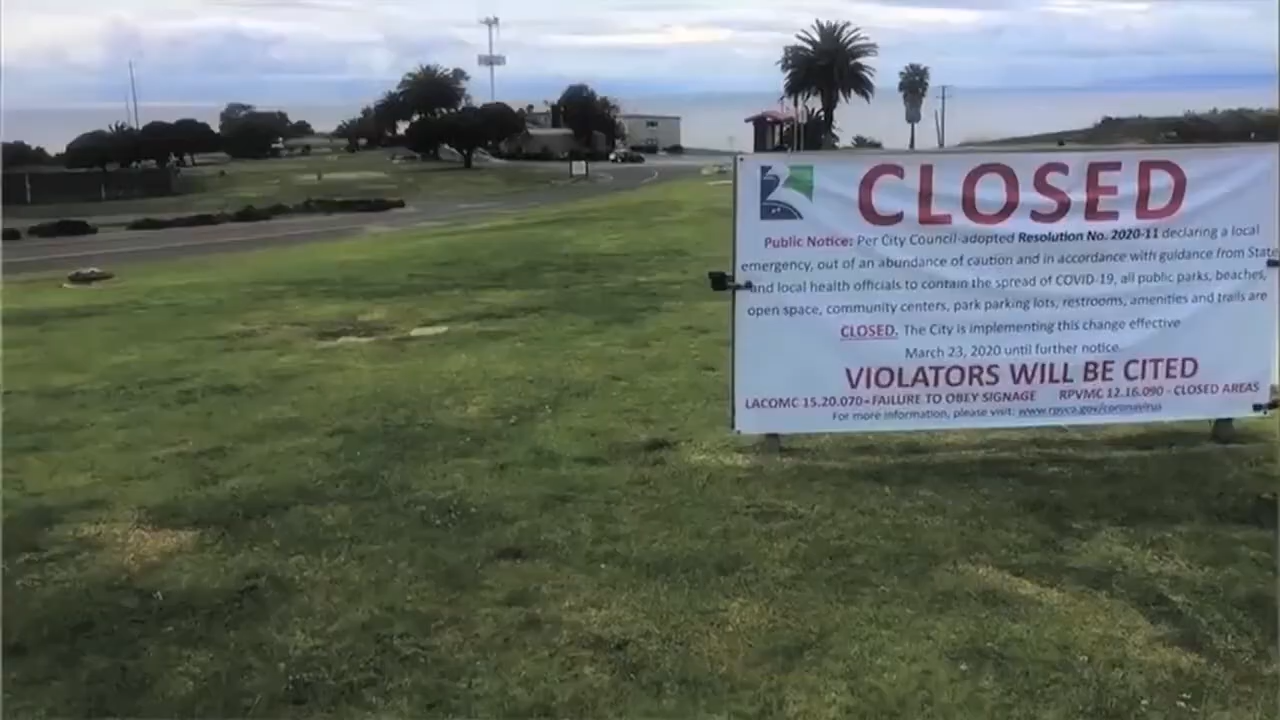 CLOSED
Public Notice: Per City Council-adopted Resolution No. 2020-11 declaring a local
emergency, out of an abundance of caution and in accordance with guidance from State
and local health officials to contain the spread of COVID-19, all public parks, beaches,
open space, community centers, park parking lots, restrooms, amenities and trails are
CLOSED. The City is implementing this change effective
March 23, 2020 until further notice.
VIOLATORS WILL BE CITED
LACOMC 15.20.070 - FAILURE TO OBEY SIGNAGE RPVMC 12.16.090 - CLOSED AREAS
For more information, please visit: www.rpvca.gov/coronavirus